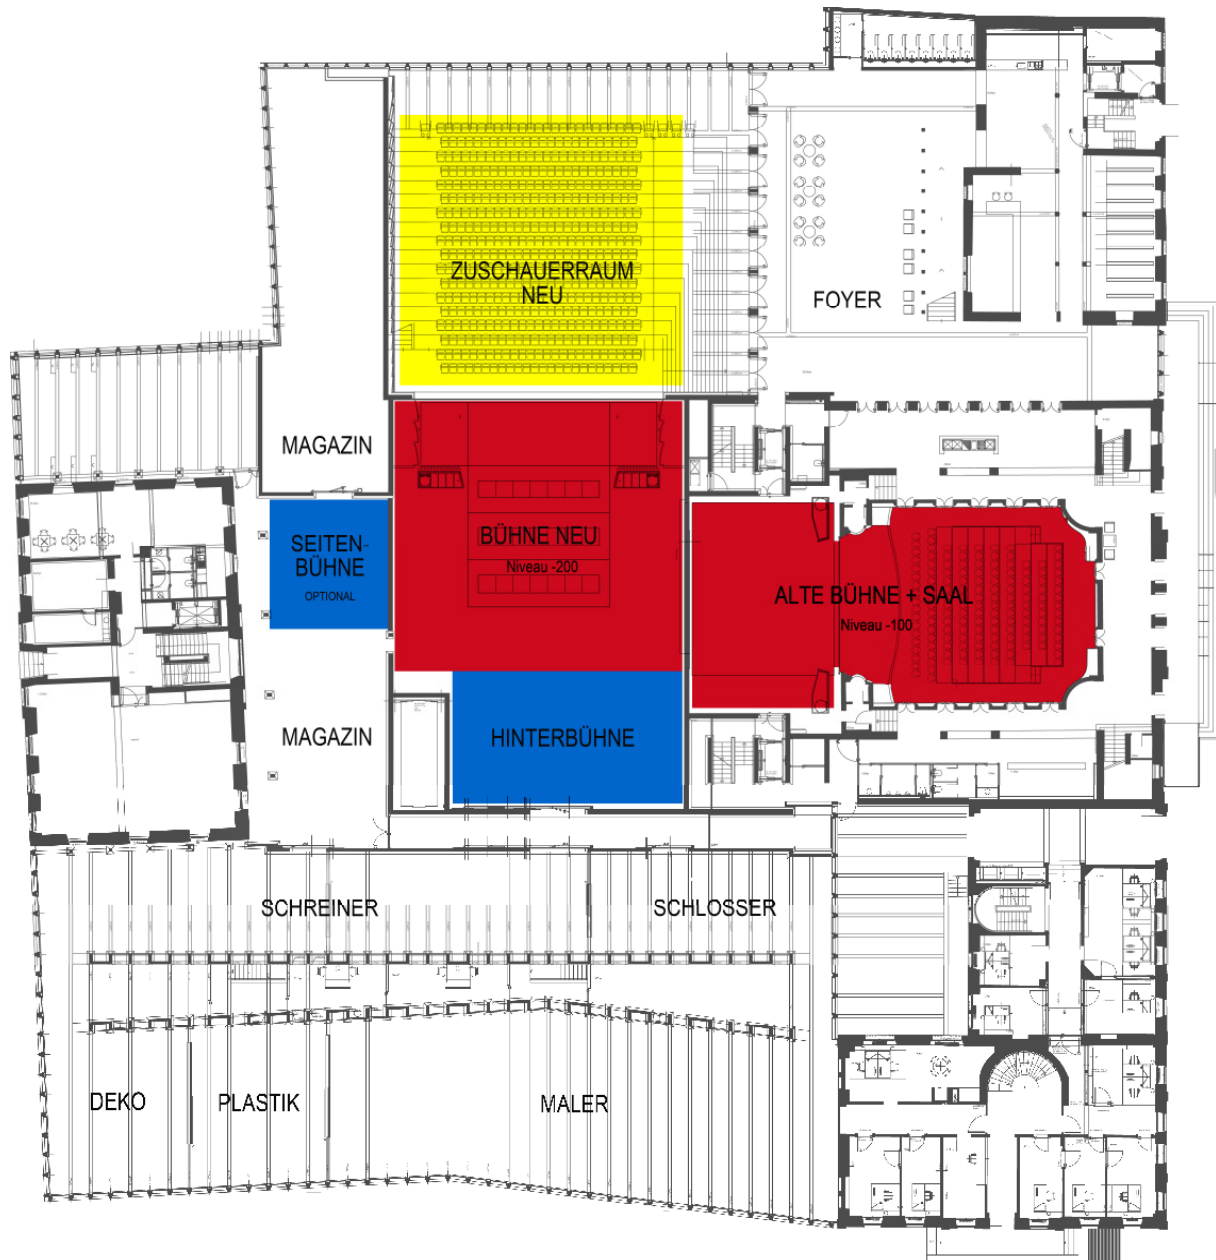 ZUSCHAUERRAUM
NEU
FOYER
MAGAZIN
SEITEN-
BÜHNE
OPTIONAL
BÜHNE NEU
Niveau -200
ALTE BÜHNE + SAAL
Niveau -100
MAGAZIN
HINTERBÜHNE
SCHREINER
SCHLOSSER
DEKO
PLASTIK
MALER